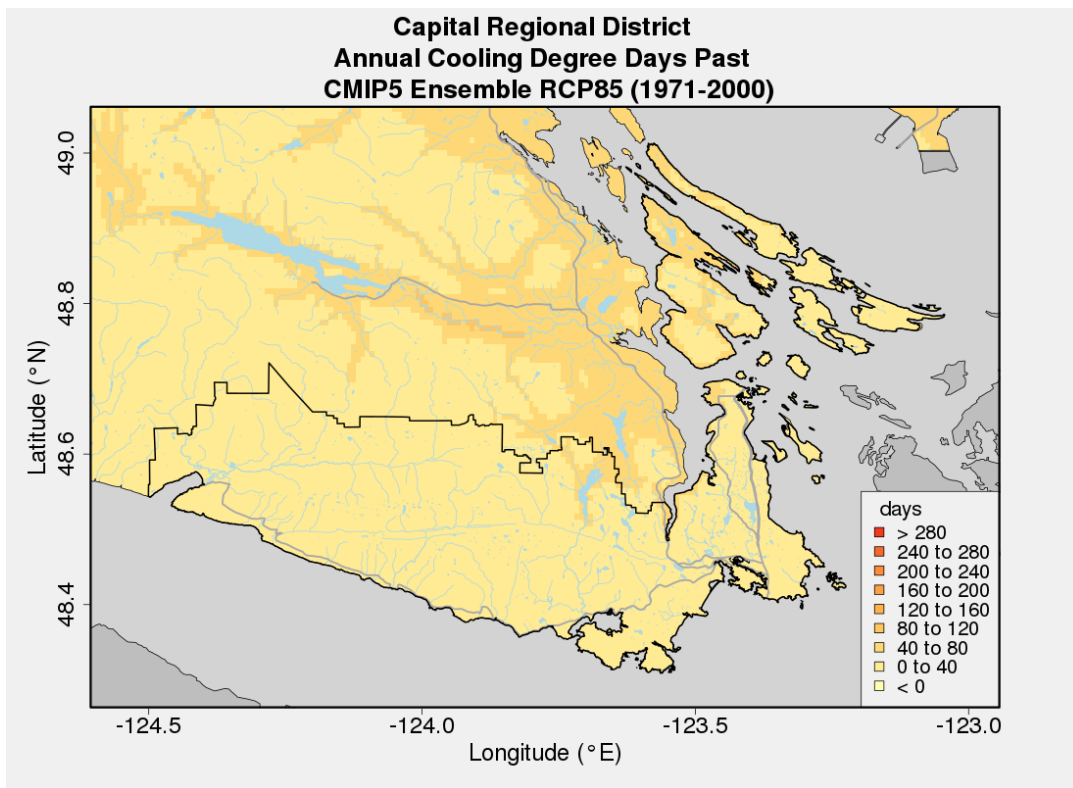 Capital Regional District
Annual Cooling Degree Days Past
CMIP5 Ensemble RCP85 (1971-2000)
Latitude (°N)
49.0
48.8
48.6
48.4
days
> 280
240 to 280
200 to 240
160 to 200
120 to 160
80 to 120
40 to 80
0 to 40
< 0
-124.5
-124.0
-123.5
-123.0
Longitude (°E)